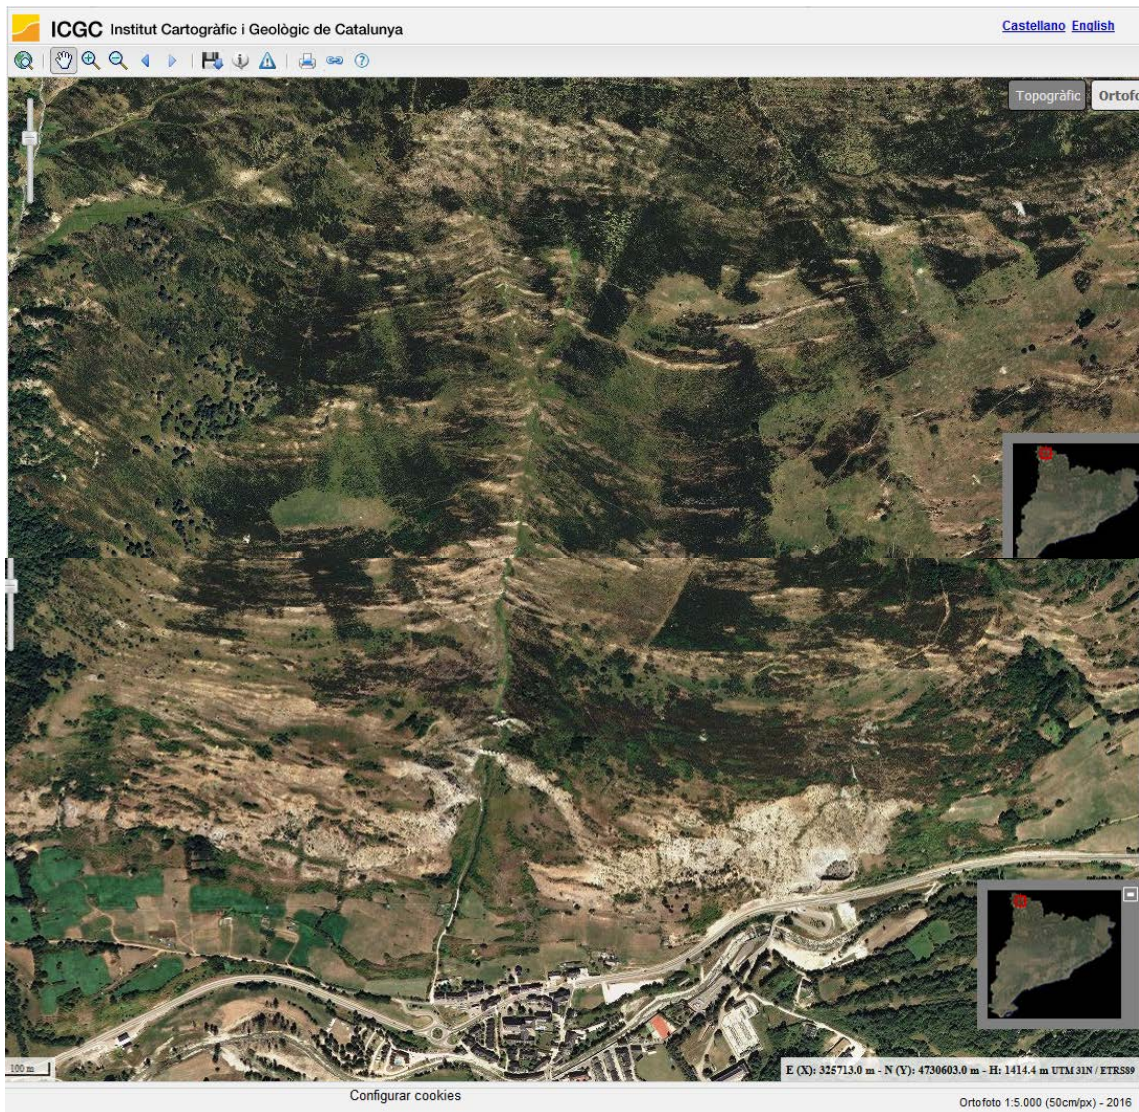 ICGC Institut Cartogràfic i Geològic de Catalunya
Castellano English
Topogràfic Ortofo
100 m
E (X): 325713.0 m - N (Y): 4730603.0 m - H: 1414.4 m UTM 31N / ETRS89
Configurar cookies
Ortofoto 1:5.000 (50cm/px) - 2016